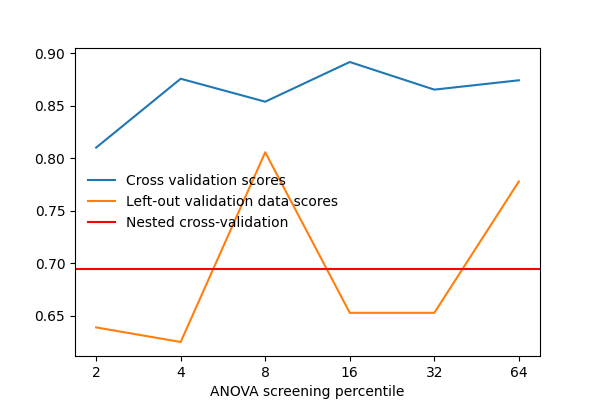 0.90
0.85
0.80
0.75
0.70
0.65
Cross validation scores
Left-out validation data scores
Nested cross-validation
2 4 8 16 32 64
ANOVA screening percentile